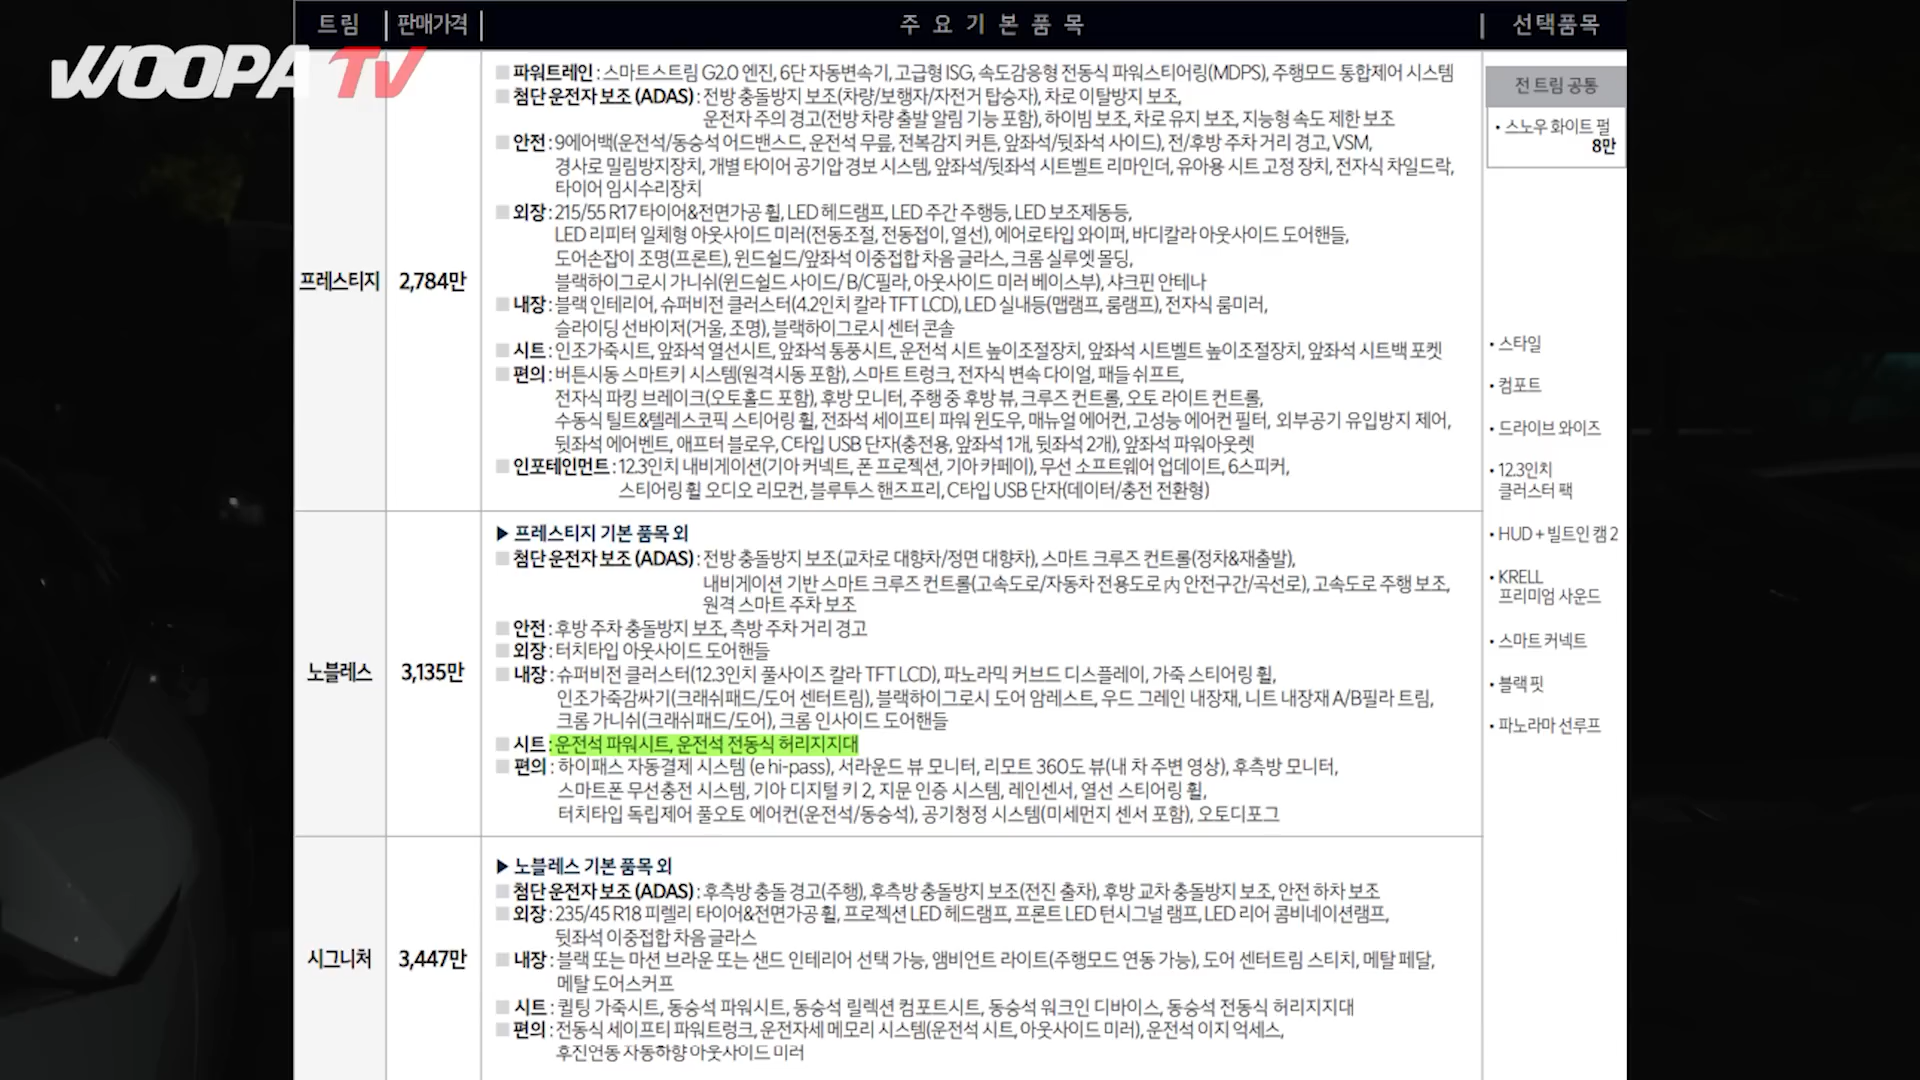 WOOPA TV
트림 판매가격 주요기본품목 선택품목
프레스티지 2,784만
파워트레인 : 스마트스트림 G2.0 엔진, 6단 자동변속기, 고급형 ISG, 속도감응형 전동식 파워스티어링(MDPS), 주행모드 통합제어 시스템
첨단 운전자 보조 (ADAS) : 전방 충돌방지 보조(차량/보행자/자전거 탑승자), 차로 이탈방지 보조,
운전자 주의 경고(전방 차량 출발 알림 기능 포함), 하이빔 보조, 차로 유지 보조, 지능형 속도 제한 보조
안전 : 9에어백(운전석/동승석 어드밴스드, 운전석 무릎, 전복감지 커튼, 앞좌석/뒷좌석 사이드), 전/후방 주차 거리 경고, VSM,
경사로 밀림방지장치, 개별 타이어 공기압 경보 시스템, 앞좌석/뒷좌석 시트벨트 리마인더, 유아용 시트 고정 장치, 전자식 차일드락,
타이어 임시수리장치
외장 : 215/55 R17 타이어&전면가공 휠, LED 헤드램프, LED 주간 주행등, LED 보조제동등,
LED 리피터 일체형 아웃사이드 미러(전동조절, 전동접이, 열선), 에어로타입 와이퍼, 바디칼라 아웃사이드 도어핸들,
도어손잡이 조명(프론트), 윈드쉴드/앞좌석 이중접합 차음 글라스, 크롬 실루엣 몰딩,
블랙하이그로시 가니쉬(윈드쉴드 사이드/ B/C필라, 아웃사이드 미러 베이스부), 샤크핀 안테나
내장 : 블랙 인테리어, 슈퍼비전 클러스터(4.2인치 칼라 TFT LCD), LED 실내등(맵램프, 룸램프), 전자식 룸미러,
슬라이딩 선바이저(거울, 조명), 블랙하이그로시 센터 콘솔
시트 : 인조가죽시트, 앞좌석 열선시트, 앞좌석 통풍시트, 운전석 시트 높이조절장치, 앞좌석 시트벨트 높이조절장치, 앞좌석 시트백 포켓
편의 : 버튼시동 스마트키 시스템(원격시동 포함), 스마트 트렁크, 전자식 변속 다이얼, 패들 쉬프트,
전자식 파킹 브레이크(오토홀드 포함), 후방 모니터, 주행 중 후방 뷰, 크루즈 컨트롤, 오토 라이트 컨트롤,
수동식 틸트&텔레스코픽 스티어링 휠, 전좌석 세이프티 파워 윈도우, 매뉴얼 에어컨, 고성능 에어컨 필터, 외부공기 유입방지 제어,
뒷좌석 에어벤트, 애프터 블로우, C타입 USB 단자(충전용, 앞좌석 1개, 뒷좌석 2개), 앞좌석 파워아웃렛
인포테인먼트 : 12.3인치 내비게이션(기아 커넥트, 폰 프로젝션, 기아 카페이), 무선 소프트웨어 업데이트, 6스피커,
스티어링 휠 오디오 리모컨, 블루투스 핸즈프리, C타입 USB 단자(데이터/충전 전환형)
노블레스 3,135만
▶ 프레스티지 기본 품목 외
첨단 운전자 보조 (ADAS) : 전방 충돌방지 보조(교차로 대향차/정면 대향차), 스마트 크루즈 컨트롤(정차&재출발),
내비게이션 기반 스마트 크루즈 컨트롤(고속도로/자동차 전용도로 內 안전구간/곡선로), 고속도로 주행 보조,
원격 스마트 주차 보조
안전 : 후방 주차 충돌방지 보조, 측방 주차 거리 경고
외장 : 터치타입 아웃사이드 도어핸들
내장 : 슈퍼비전 클러스터(12.3인치 풀사이즈 칼라 TFT LCD), 파노라믹 커브드 디스플레이, 가죽 스티어링 휠,
인조가죽감싸기(크래쉬패드/도어 센터트림), 블랙하이그로시 도어 암레스트, 우드 그레인 내장재, 니트 내장재 A/B필라 트림,
크롬 가니쉬(크래쉬패드/도어), 크롬 인사이드 도어핸들
시트 : 운전석 파워시트, 운전석 전동식 허리지지대
편의 : 하이패스 자동결제 시스템 (e hi-pass), 서라운드 뷰 모니터, 리모트 360도 뷰(내 차 주변 영상), 후측방 모니터,
스마트폰 무선충전 시스템, 기아 디지털 키 2, 지문 인증 시스템, 레인센서, 열선 스티어링 휠,
터치타입 독립제어 풀오토 에어컨(운전석/동승석), 공기청정 시스템(미세먼지 센서 포함), 오토디포그
시그니처 3,447만
▶ 노블레스 기본 품목 외
첨단 운전자 보조 (ADAS) : 후측방 충돌 경고(주행), 후측방 충돌방지 보조(전진 출차), 후방 교차 충돌방지 보조, 안전 하차 보조
외장 : 235/45 R18 피렐리 타이어&전면가공 휠, 프로젝션 LED 헤드램프, 프론트 LED 턴시그널 램프, LED 리어 콤비네이션램프,
뒷좌석 이중접합 차음 글라스
내장 : 블랙 또는 마션 브라운 또는 샌드 인테리어 선택 가능, 앰비언트 라이트(주행모드 연동 가능), 도어 센터트림 스티치, 메탈 페달,
메탈 도어스커프
시트 : 퀼팅 가죽시트, 동승석 파워시트, 동승석 릴렉션 컴포트시트, 동승석 워크인 디바이스, 동승석 전동식 허리지지대
편의 : 전동식 세이프티 파워트렁크, 운전자세 메모리 시스템(운전석 시트, 아웃사이드 미러), 운전석 이지 억세스,
후진연동 자동하향 아웃사이드 미러
전 트림 공통
• 스노우 화이트 펄
8만
• 스타일
• 컴포트
• 드라이브 와이즈
• 12.3인치
클러스터 팩
• HUD + 빌트인 캠 2
• KRELL
프리미엄 사운드
• 스마트 커넥트
• 블랙 핏
• 파노라마 선루프